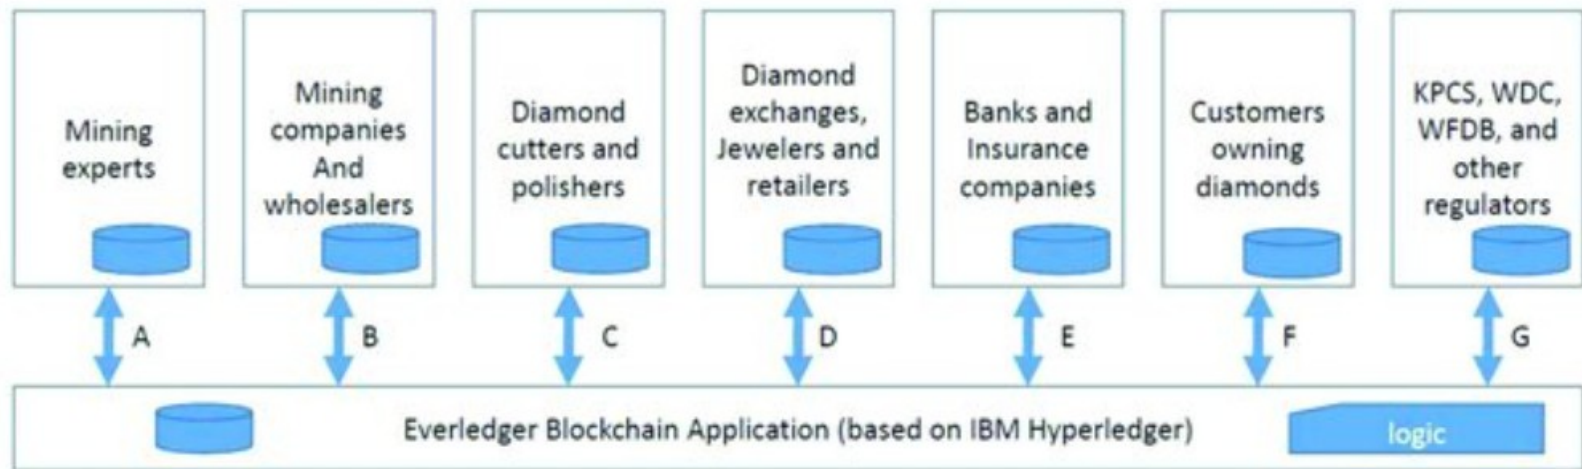 Mining
experts
Mining
companies
And
wholesalers
Diamond
cutters and
polishers
Diamond
exchanges,
Jewelers and
retailers
Banks and
Insurance
companies
Customers
owning
diamonds
KPCS, WDC,
WFDB, and
other
regulators
A
B
C
D
E
F
G
Everledger Blockchain Application (based on IBM Hyperledger)
logic